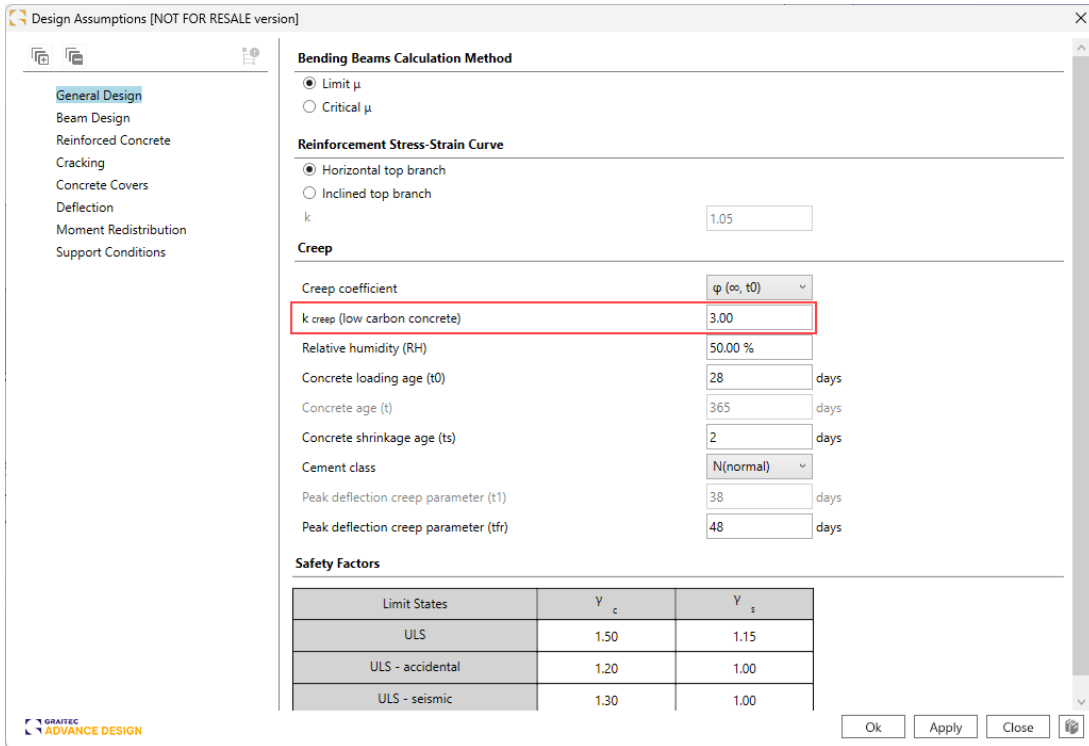 Design Assumptions [NOT FOR RESALE version]
General Design
Beam Design
Reinforced Concrete
Cracking
Concrete Covers
Deflection
Moment Redistribution
Support Conditions
Bending Beams Calculation Method
Limit μ
Critical μ
Reinforcement Stress-Strain Curve
Horizontal top branch
Inclined top branch
k 1.05
Creep
Creep coefficient φ (∞, t0)
k creep (low carbon concrete) 3.00
Relative humidity (RH) 50.00 %
Concrete loading age (t0) 28 days
Concrete age (t) 365 days
Concrete shrinkage age (ts) 2 days
Cement class N(normal)
Peak deflection creep parameter (t1) 38 days
Peak deflection creep parameter (tfr) 48 days
Safety Factors
Limit States γ c γ s
ULS 1.50 1.15
ULS - accidental 1.20 1.00
ULS - seismic 1.30 1.00
GRAITEC
ADVANCE DESIGN
Ok Apply Close